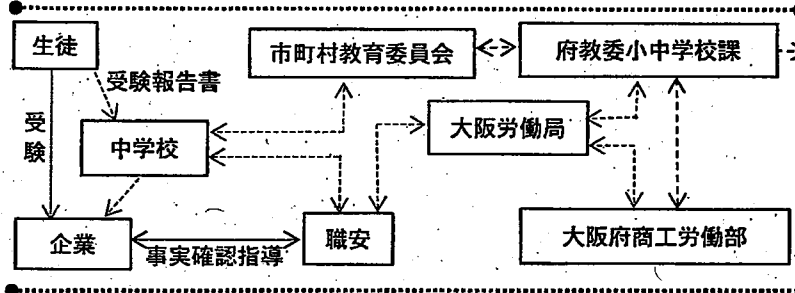 生徒
市町村教育委員会
府教委小中学校課
受験報告書
受験
中学校
大阪労働局
企業
事実確認指導
職安
大阪府商工労働部